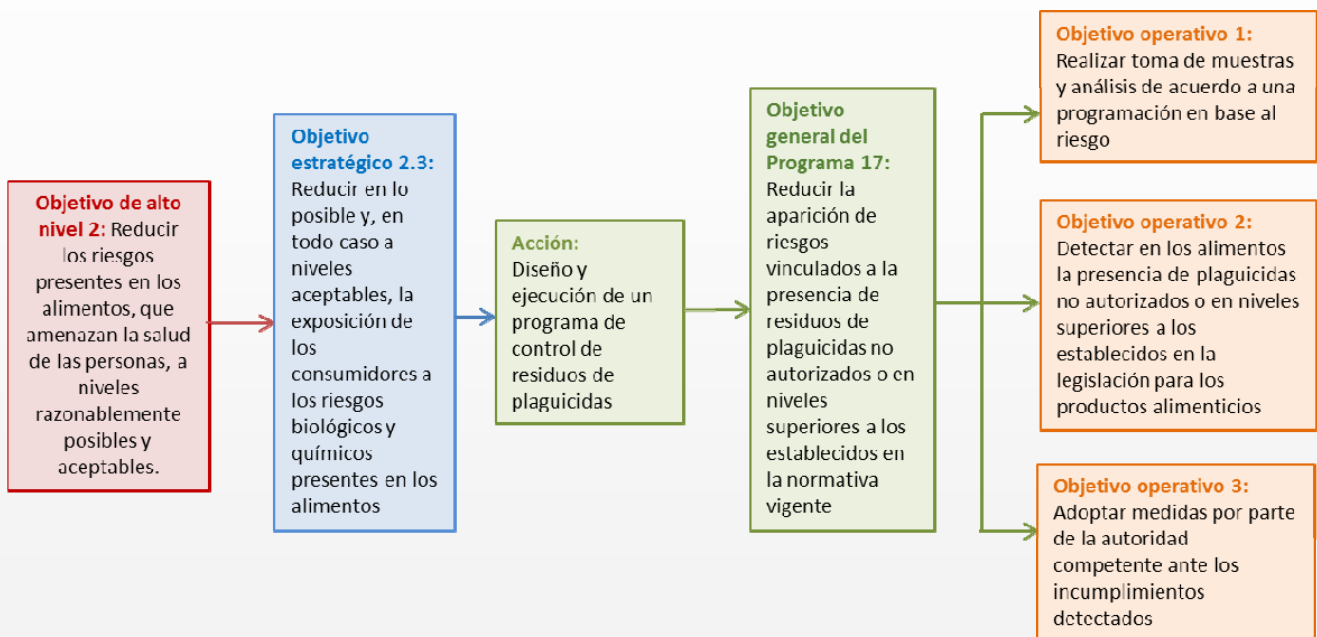 Objetivo de alto
nivel 2: Reducir
los riesgos
presentes en los
alimentos, que
amenazan la salud
de las personas, a
niveles
razonablemente
posibles y
aceptables.
Objetivo
estratégico 2.3:
Reducir en lo
posible y, en
todo caso a
niveles
aceptables, la
exposición de
los
consumidores a
los riesgos
biológicos y
químicos
presentes en los
alimentos
Acción:
Diseño y
ejecución de un
programa de
control de
residuos de
plaguicidas
Objetivo
general del
Programa 17:
Reducir la
aparición de
riesgos
vinculados a la
presencia de
residuos de
plaguicidas no
autorizados o en
niveles
superiores a los
establecidos en
la normativa
vigente
Objetivo operativo 1:
Realizar toma de muestras
y análisis de acuerdo a una
programación en base al
riesgo
Objetivo operativo 2:
Detectar en los alimentos
la presencia de plaguicidas
no autorizados o en niveles
superiores a los
establecidos en la
legislación para los
productos alimenticios
Objetivo operativo 3:
Adoptar medidas por parte
de la autoridad
competente ante los
incumplimientos
detectados